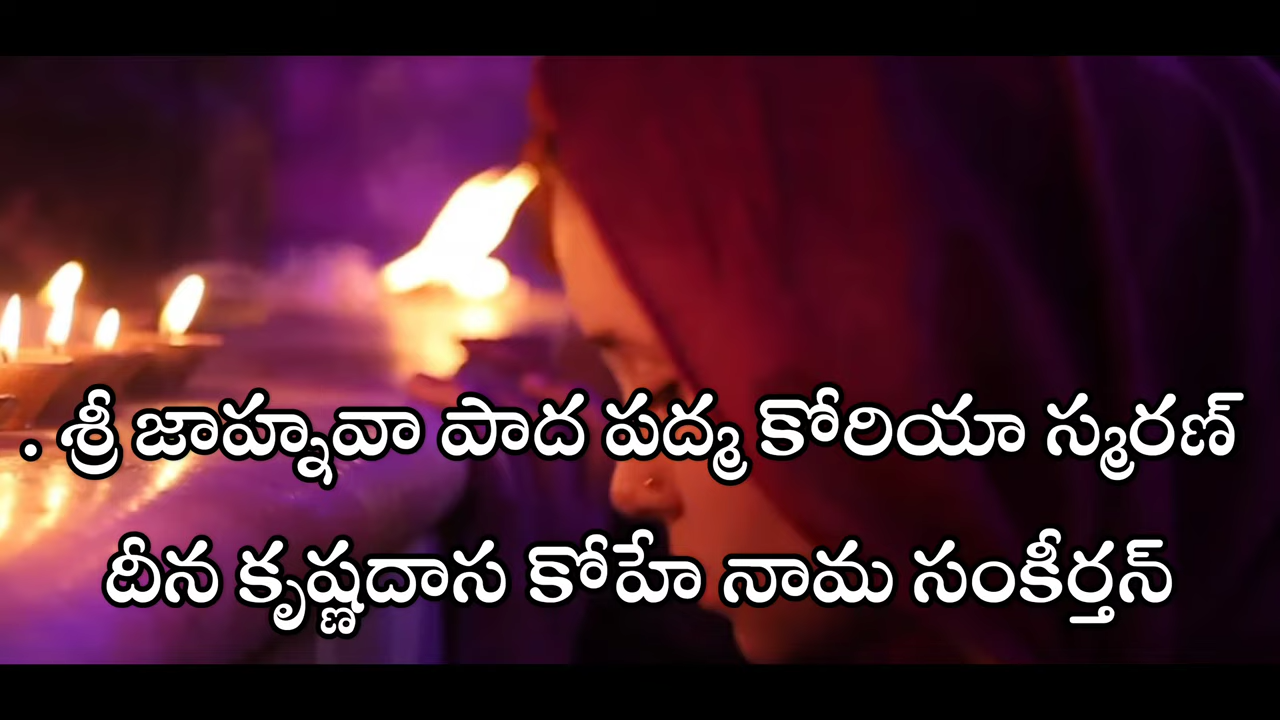 . శ్రీ జాహ్నవా పాద పద్మ కోరియా స్మరణ్
దీన కృష్ణదాస కోహే నామ సంకీర్తన్